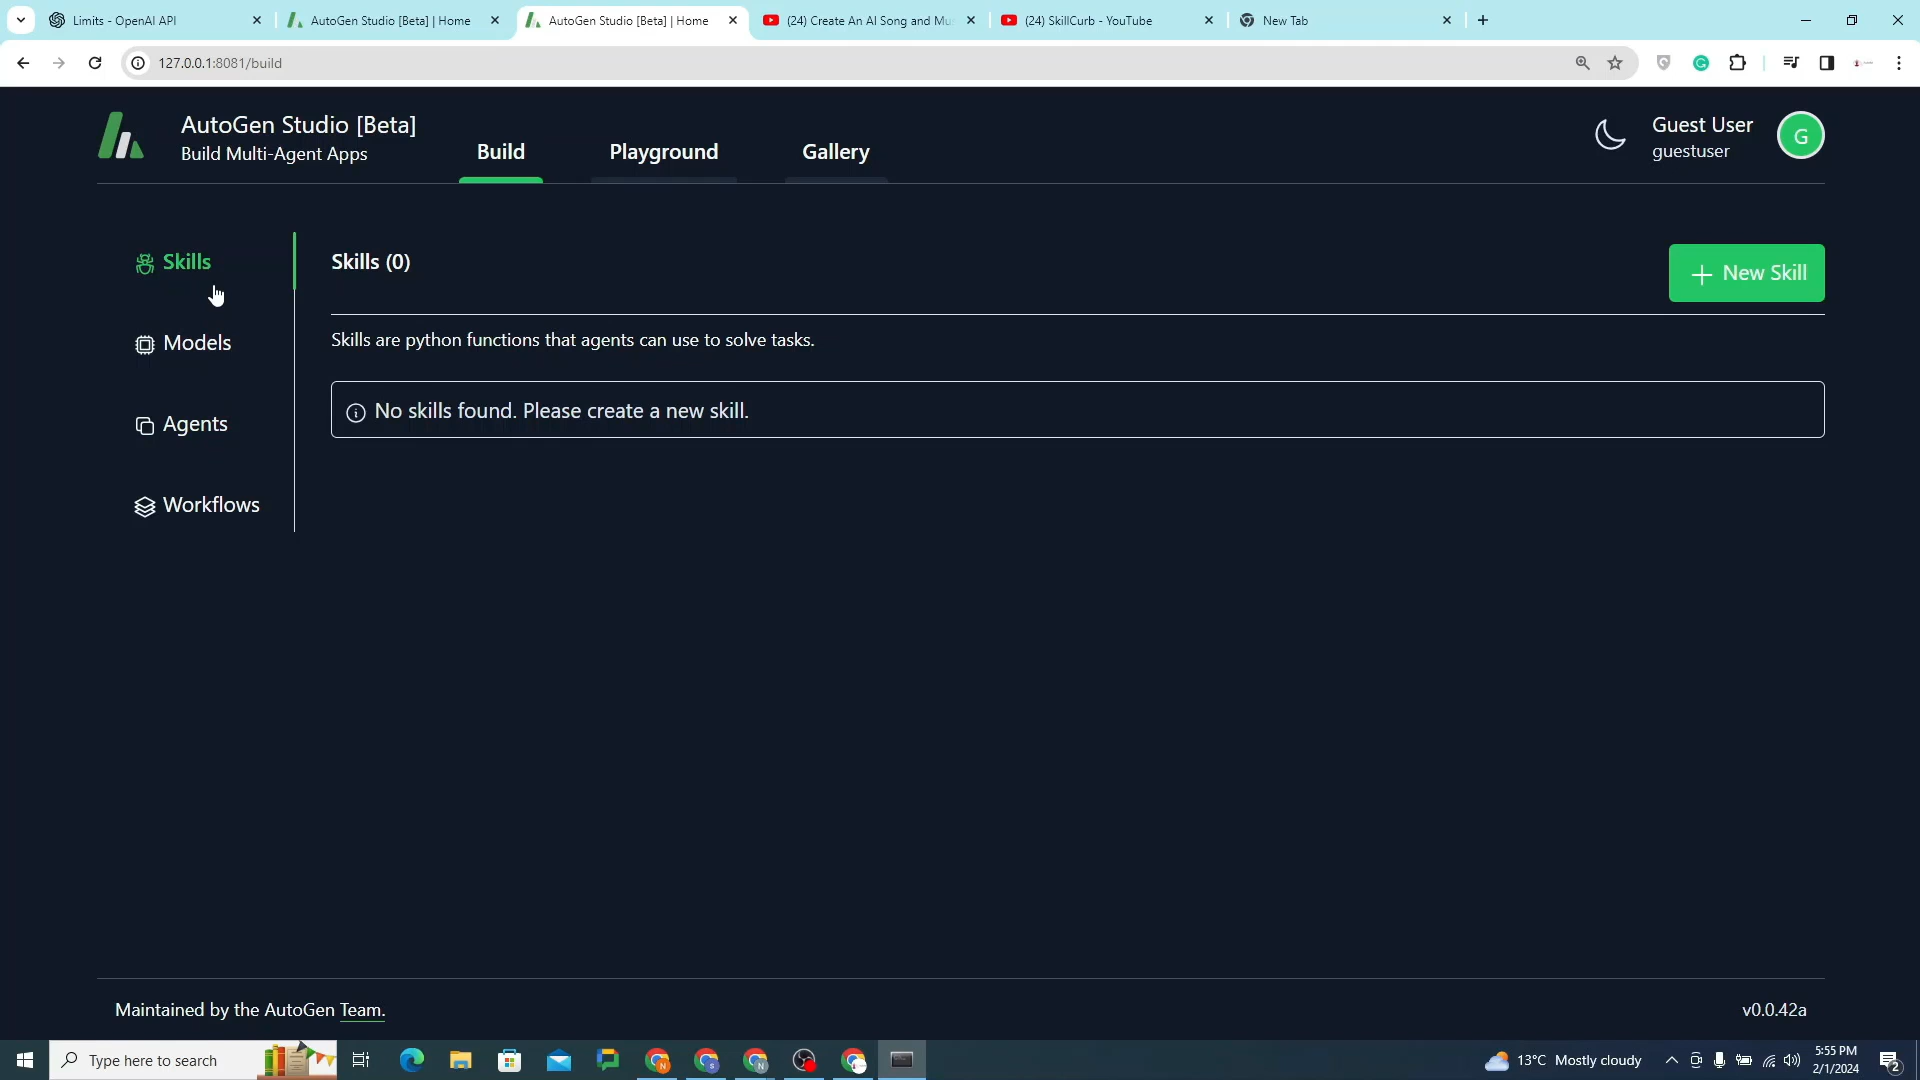 Limits - OpenAI API
AutoGen Studio [Beta] | Home
AutoGen Studio [Beta] | Home
(24) Create An AI Song and Mu
(24) SkillCurb - YouTube
New Tab
127.0.0.1:8081/build
AutoGen Studio [Beta]
Build Multi-Agent Apps
Build
Playground
Gallery
Guest User
guestuser
G
Skills
Models
Agents
Workflows
Skills (0)
New Skill
Skills are python functions that agents can use to solve tasks.
No skills found. Please create a new skill.
Maintained by the AutoGen Team.
v0.0.42a
Type here to search
N
S
N
13°C Mostly cloudy
5:55 PM
2/1/2024
2